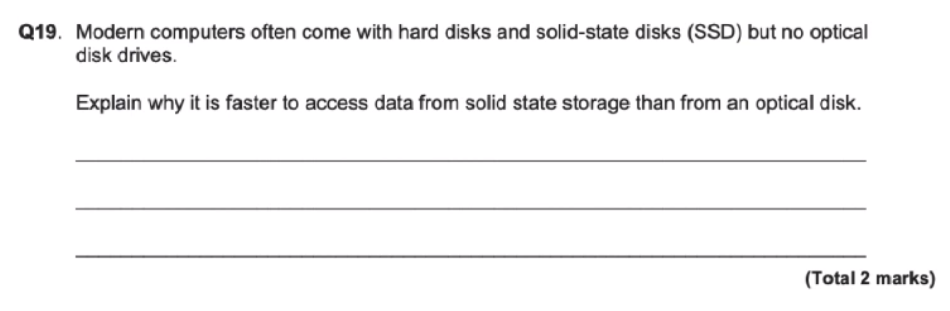 Q19. Modern computers often come with hard disks and solid-state disks (SSD) but no optical
disk drives.
Explain why it is faster to access data from solid state storage than from an optical disk.
(Total 2 marks)